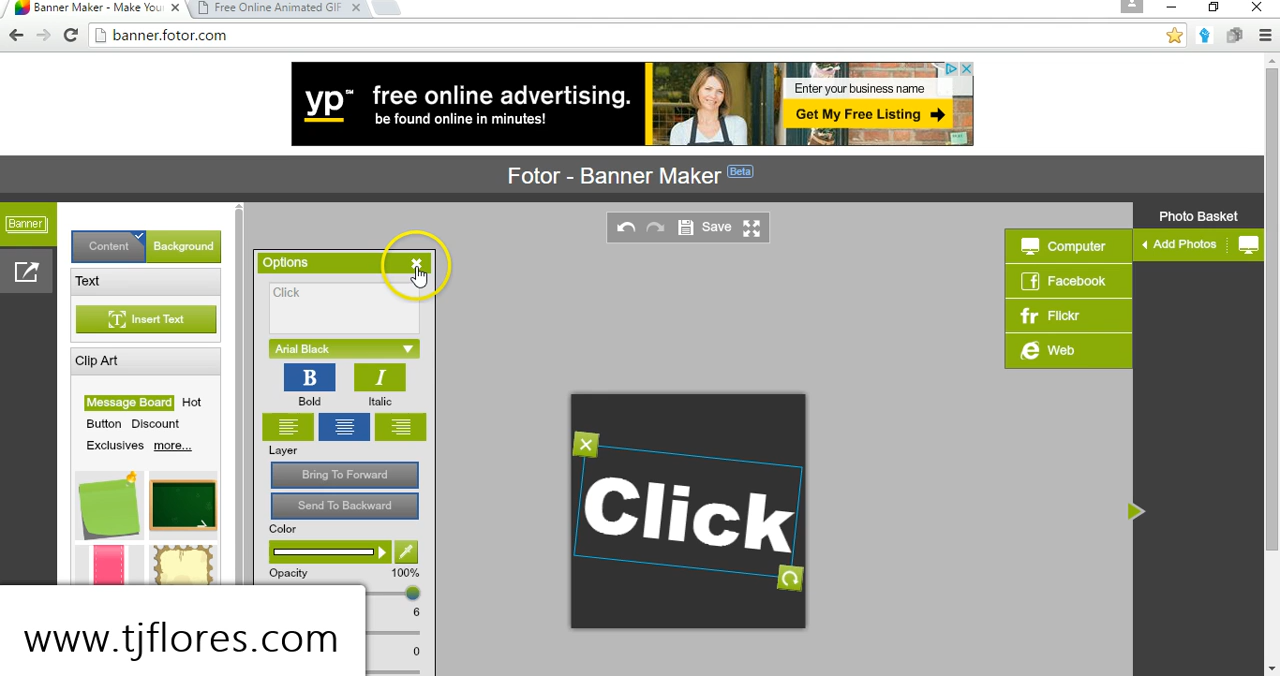 Banner Maker - Make You
Free Online Animated GIF
banner.fotor.com
yp™ free online advertising.
be found online in minutes!
Enter your business name
Get My Free Listing
Fotor - Banner Maker Beta
Banner
Content
Background
Text
Insert Text
Clip Art
Message Board Hot
Button Discount
Exclusives more...
Options
Click
Arial Black
B I
Bold Italic
Layer
Bring To Forward
Send To Backward
Color
Opacity 100%
6
0
Save
Click
Computer
Facebook
Flickr
Web
Photo Basket
Add Photos
www.tjflores.com